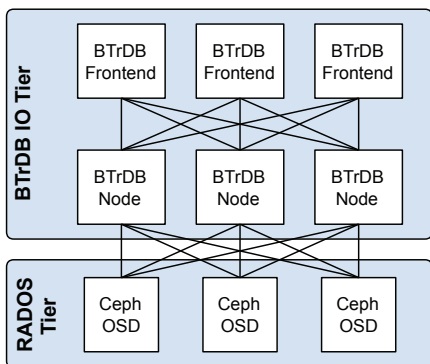 BTrDB IO Tier
BTrDB
Frontend
BTrDB
Frontend
BTrDB
Frontend
BTrDB
Node
BTrDB
Node
BTrDB
Node
RADOS
Tier
Ceph
OSD
Ceph
OSD
Ceph
OSD